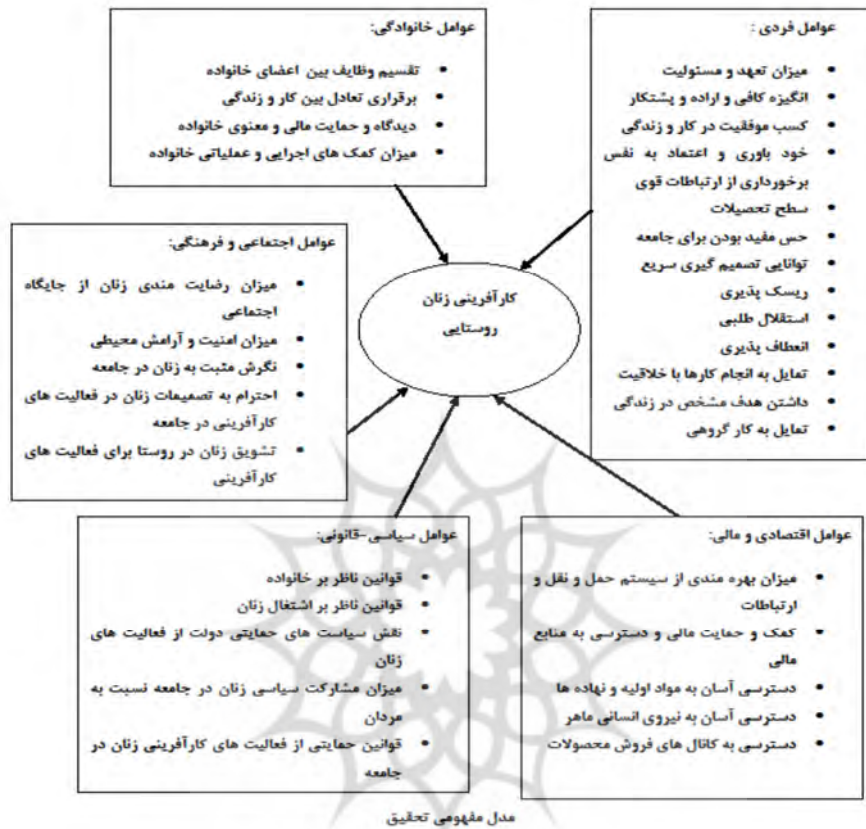 عوامل فردی :
• میزان تعهد و مسئولیت
• انگیزه کافی و اراده و پشتکار
• کسب موفقیت در کار و زندگی
• خود باوری و اعتماد به نفس
برخورداری از ارتباطات قوی
• سطح تحصیلات
• حس مفید بودن برای جامعه
• توانایی تصمیم گیری سریع
• ریسک پذیری
• استقلال طلبی
• انعطاف پذیری
• تمایل به انجام کارها با خلاقیت
• داشتن هدف مشخص در زندگی
• تمایل به کار گروهی
عوامل خانوادگی:
• تقسیم وظایف بین اعضای خانواده
• برقراری تعادل بین کار و زندگی
• دیدگاه و حمایت مالی و معنوی خانواده
• میزان کمک های اجرایی و عملیاتی خانواده
کارآفرینی زنان
روستایی
عوامل اجتماعی و فرهنگی:
• میزان رضایت مندی زنان از جایگاه
اجتماعی
• میزان امنیت و آرامش محیطی
• نگرش مثبت به زنان در جامعه
• احترام به تصمیمات زنان در فعالیت های
کارآفرینی در جامعه
• تشویق زنان در روستا برای فعالیت های
کارآفرینی
عوامل اقتصادی و مالی:
• میزان بهره مندی از سیستم حمل و نقل و
ارتباطات
• کمک و حمایت مالی و دسترسی به منابع
مالی
• دسترسی آسان به مواد اولیه و نهاده ها
• دسترسی آسان به نیروی انسانی ماهر
• دسترسی به کانال های فروش محصولات
عوامل سیاسی-قانونی:
• قوانین ناظر بر خانواده
• قوانین ناظر بر اشتغال زنان
• نقش سیاست های حمایتی دولت از فعالیت های
زنان
• میزان مشارکت سیاسی زنان در جامعه نسبت به
مردان
• قوانین حمایتی از فعالیت های کارآفرینی زنان در
جامعه
مدل مفهومی تحقیق